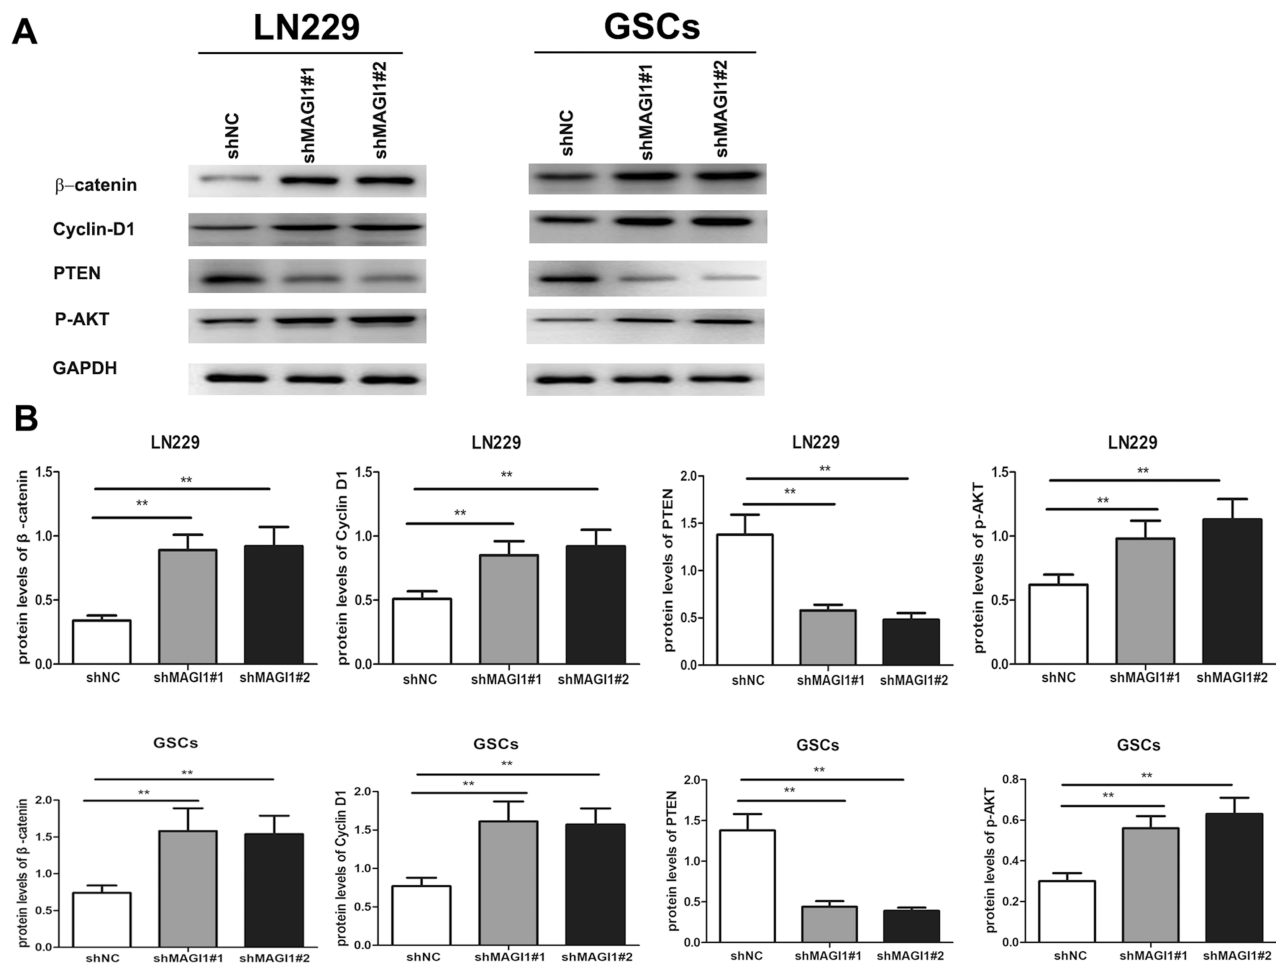 A
LN229
GSCs
shNC
shMAGI1#1
shMAGI1#2
shNC
shMAGI1#1
shMAGI1#2
β–catenin
Cyclin-D1
PTEN
P-AKT
GAPDH
B
LN229
protein levels of β -catenin
1.5
1.0
0.5
0.0
**
**
shNC
shMAGI1#1
shMAGI1#2
LN229
protein levels of Cyclin D1
1.5
1.0
0.5
0.0
**
**
shNC
shMAGI1#1
shMAGI1#2
LN229
protein levels of PTEN
2.0
1.5
1.0
0.5
0.0
**
**
shNC
shMAGI1#1
shMAGI1#2
LN229
protein levels of p-AKT
1.5
1.0
0.5
0.0
**
**
shNC
shMAGI1#1
shMAGI1#2
GSCs
protein levels of β -catenin
2.0
1.5
1.0
0.5
0.0
**
**
shNC
shMAGI1#1
shMAGI1#2
GSCs
protein levels of Cyclin D1
2.0
1.5
1.0
0.5
0.0
**
**
shNC
shMAGI1#1
shMAGI1#2
GSCs
protein levels of PTEN
2.0
1.5
1.0
0.5
0.0
**
**
shNC
shMAGI1#1
shMAGI1#2
GSCs
protein levels of p-AKT
0.8
0.6
0.4
0.2
0.0
**
**
shNC
shMAGI1#1
shMAGI1#2